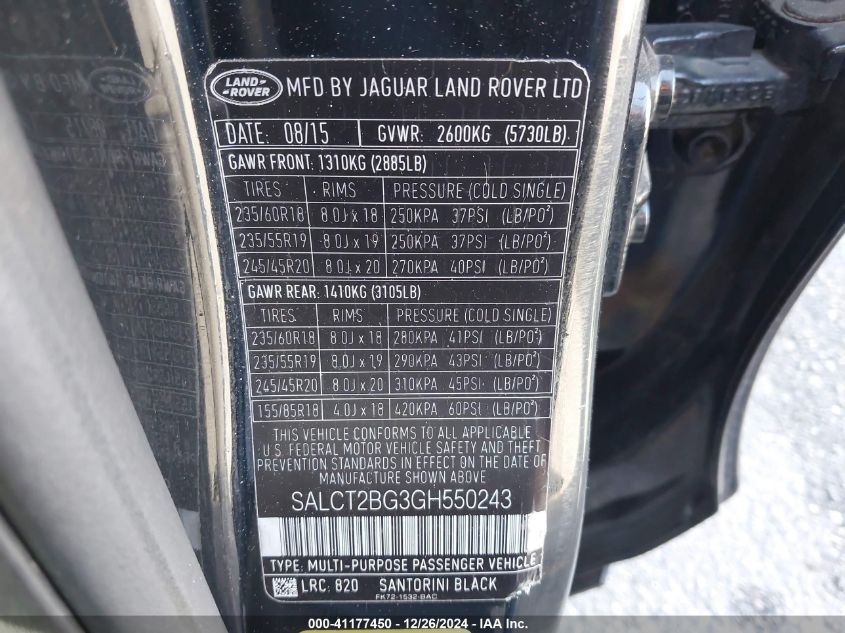 LAND-
-ROVER
MFD BY JAGUAR LAND ROVER LTD
DATE: 08/15 GVWR: 2600KG (5730LB)
GAWR FRONT: 1310KG (2885LB)
TIRES RIMS PRESSURE (COLD SINGLE)
235/60R18 8.0J x 18 250KPA 37PSI (LB/PO²)
235/55R19 8.0J x 19 250KPA 37PSI (LB/PO²)
245/45R20 8.0J x 20 270KPA 40PSI (LB/PO²)
GAWR REAR: 1410KG (3105LB)
TIRES RIMS PRESSURE (COLD SINGLE)
235/60R18 8.0J x 18 280KPA 41PSI (LB/PO²)
235/55R19 8.0J x 19 290KPA 43PSI (LB/PO²)
245/45R20 8.0J x 20 310KPA 45PSI (LB/PO²)
155/85R18 4.0J x 18 420KPA 60PSI (LB/PO²)
THIS VEHICLE CONFORMS TO ALL APPLICABLE
U.S. FEDERAL MOTOR VEHICLE SAFETY AND THEFT
PREVENTION STANDARDS IN EFFECT ON THE DATE OF
MANUFACTURE SHOWN ABOVE
SALCT2BG3GH550243
TYPE: MULTI-PURPOSE PASSENGER VEHICLE
LRC: 820 SANTORINI BLACK
FK72-1532-BAC
000-41177450 - 12/26/2024 - IAA Inc.